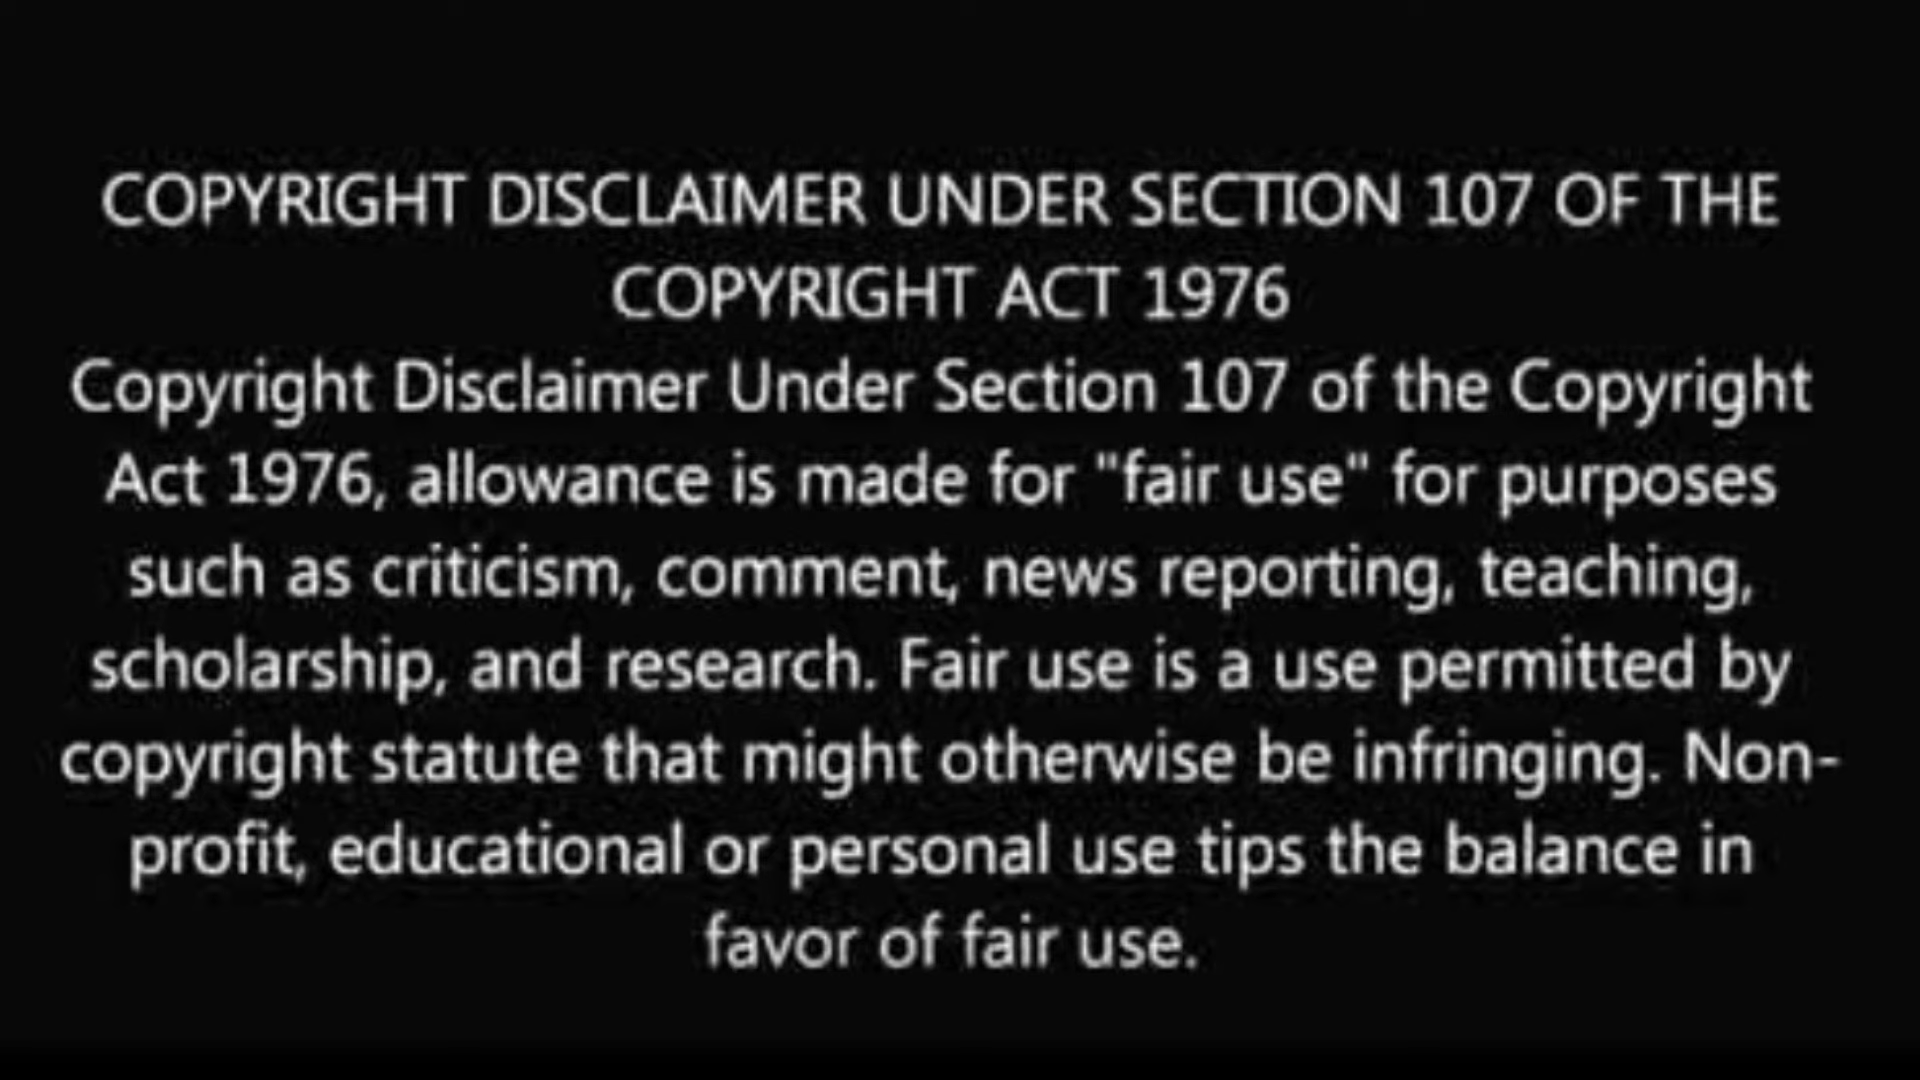 COPYRIGHT DISCLAIMER UNDER SECTION 107 OF THE
COPYRIGHT ACT 1976
Copyright Disclaimer Under Section 107 of the Copyright
Act 1976, allowance is made for "fair use" for purposes
such as criticism, comment, news reporting, teaching,
scholarship, and research. Fair use is a use permitted by
copyright statute that might otherwise be infringing. Non-
profit, educational or personal use tips the balance in
favor of fair use.